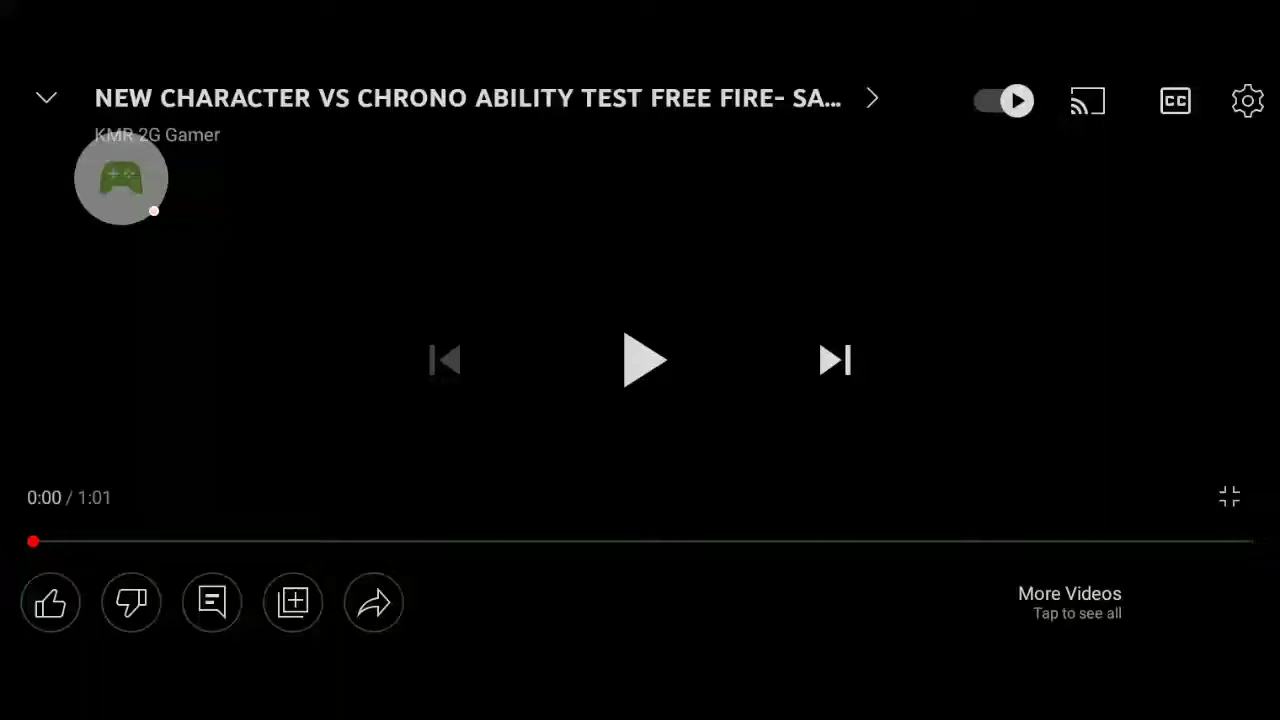 NEW CHARACTER VS CHRONO ABILITY TEST FREE FIRE- SA...
KMR 2G Gamer
CC
0:00 / 1:01
More Videos
Tap to see all